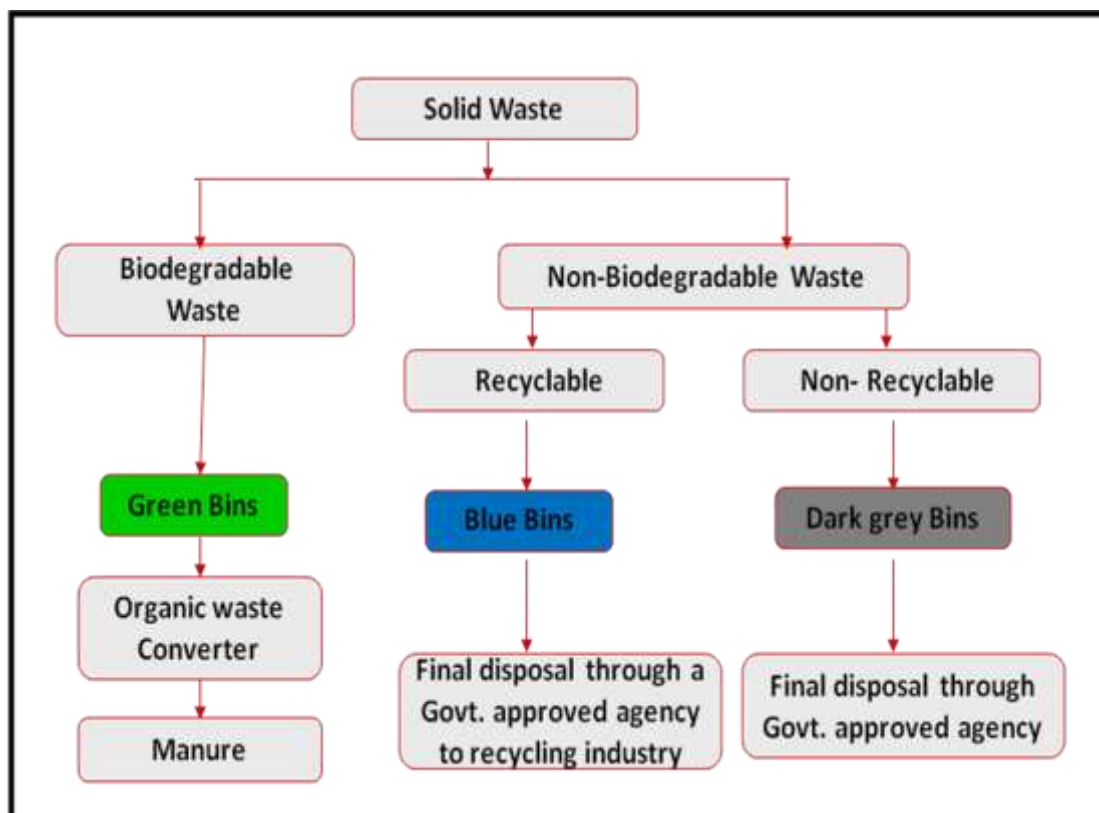 Solid Waste
Biodegradable
Waste
Non-Biodegradable Waste
Recyclable
Non- Recyclable
Green Bins
Blue Bins
Dark grey Bins
Organic waste
Converter
Final disposal through a
Govt. approved agency
to recycling industry
Final disposal through
Govt. approved agency
Manure